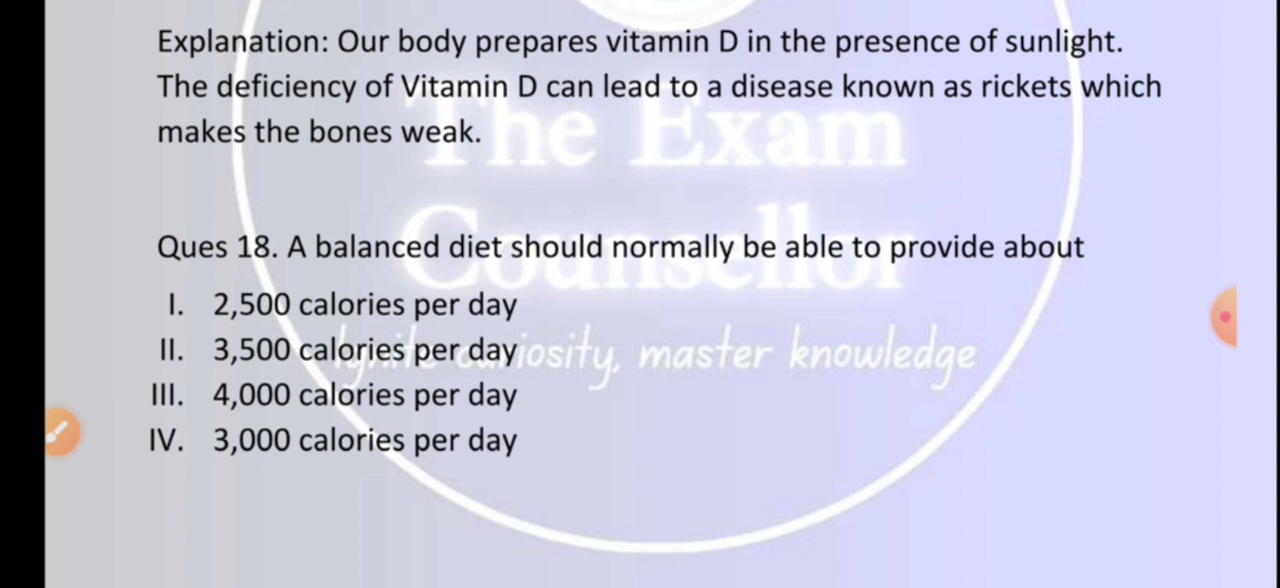 Explanation: Our body prepares vitamin D in the presence of sunlight.
The deficiency of Vitamin D can lead to a disease known as rickets which
makes the bones weak.
The Exam
Counsellor
Ques 18. A balanced diet should normally be able to provide about
I. 2,500 calories per day
II. 3,500 calories perday
Ignite curiosity, master knowledge
III. 4,000 calories per day
IV. 3,000 calories per day